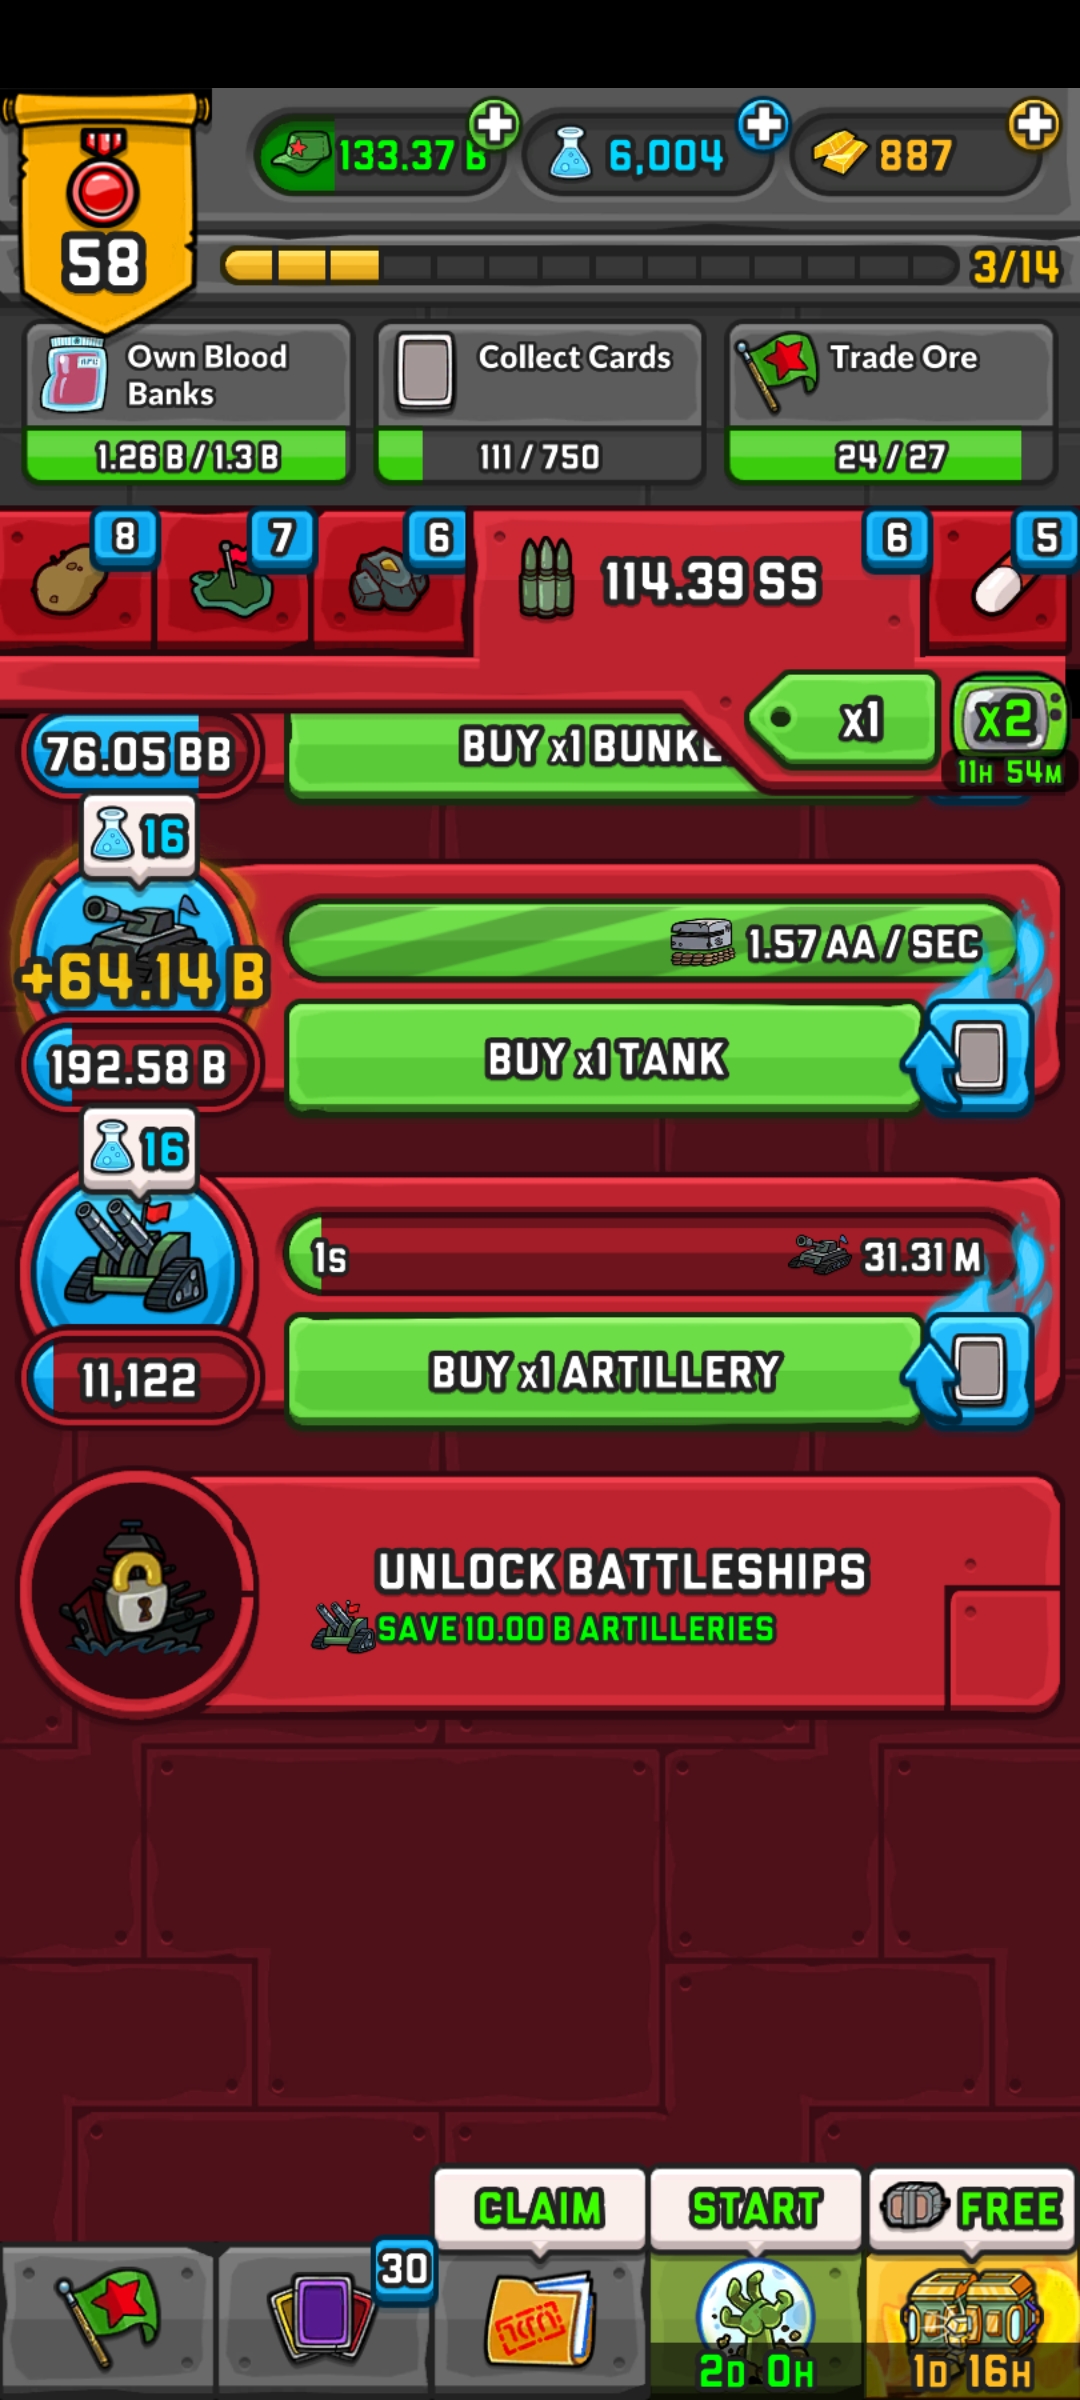 58
133.37 B
6,004
887
3/14
Own Blood
Banks
1.26 B / 1.3 B
Collect Cards
111 / 750
Trade Ore
24 / 27
8
7
6
114.39 SS
6
5
x1
x2
11H 54M
76.05 BB
BUY x1 BUNKE
16
+64.14 B
192.58 B
1.57 AA / SEC
BUY x1 TANK
16
11,122
1s
31.31 M
BUY x1 ARTILLERY
UNLOCK BATTLESHIPS
SAVE 10.00 B ARTILLERIES
CLAIM
START
FREE
30
2D 0H
1D 16H